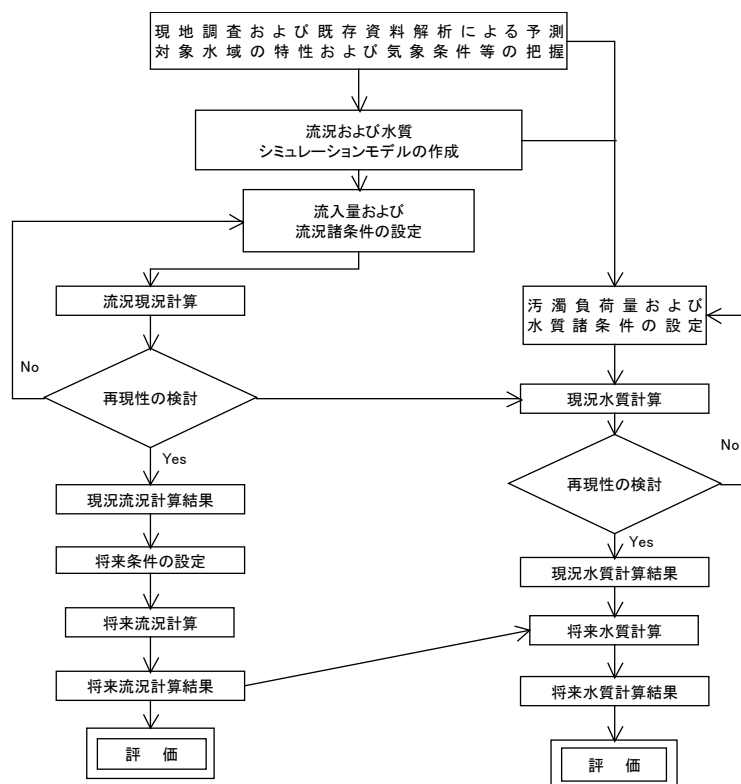 現地調査および既存資料解析による予測
対象水域の特性および気象条件等の把握
流況および水質
シミュレーションモデルの作成
流入量および
流況諸条件の設定
流況現況計算
汚濁負荷量および
水質諸条件の設定
No
再現性の検討
現況水質計算
Yes
No
再現性の検討
現況流況計算結果
Yes
将来条件の設定
現況水質計算結果
将来流況計算
将来水質計算
将来流況計算結果
将来水質計算結果
評 価
評 価